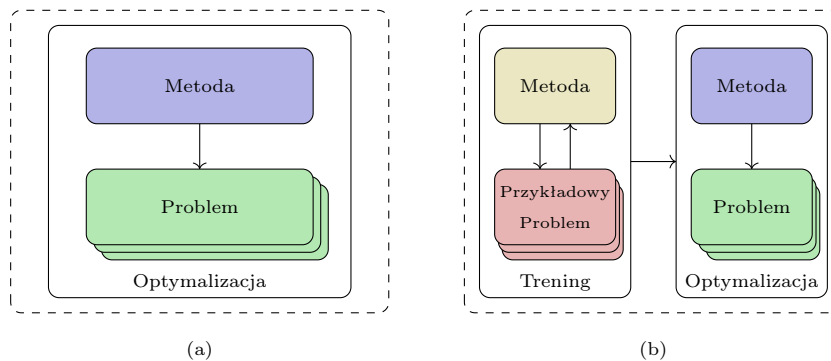 Metoda
Problem
Optymalizacja
(a)
Metoda
Przykładowy
Problem
Trening
Metoda
Problem
Optymalizacja
(b)